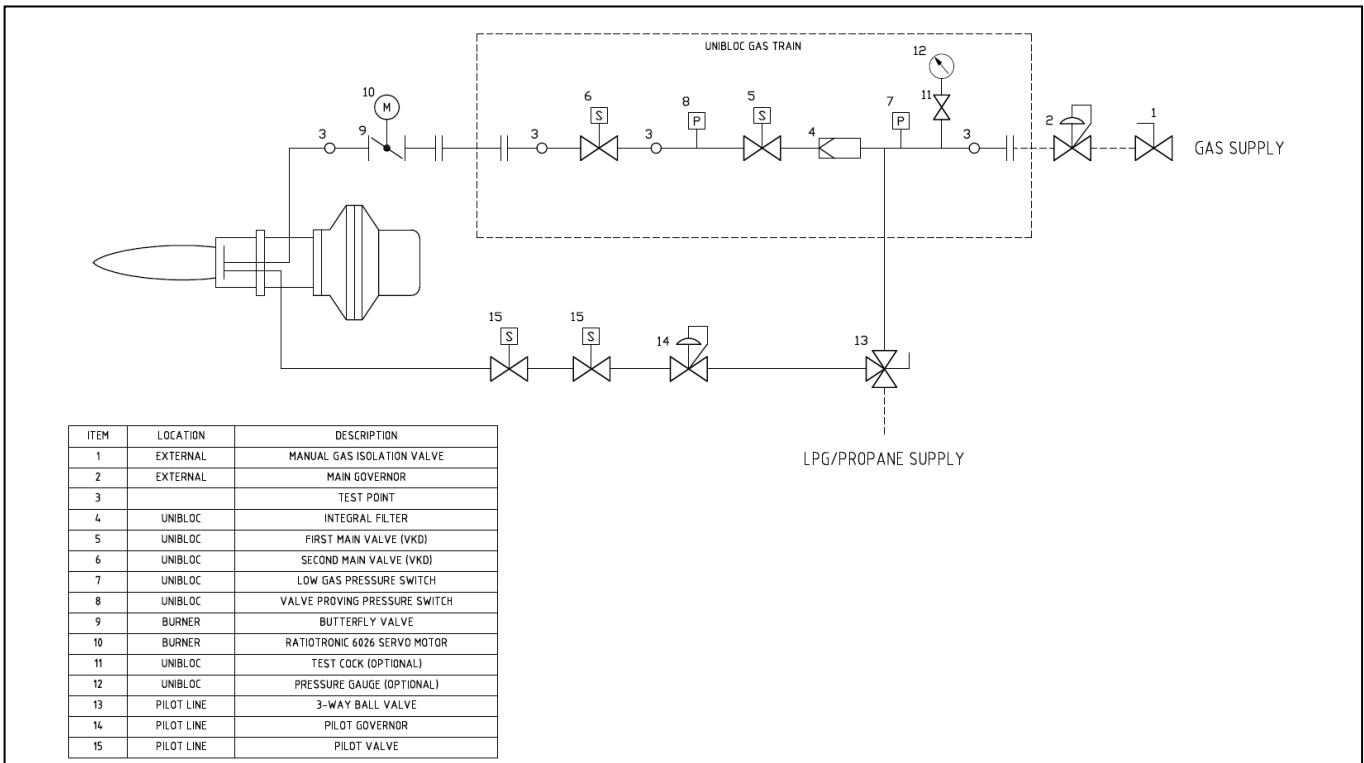 UNIBLOC GAS TRAIN
12
10
6
8
5
11
7
2
1
M
S
P
S
P
3
9
3
3
4
3
GAS SUPPLY
15
15
14
13
S
S
LPG/PROPANE SUPPLY
ITEM LOCATION DESCRIPTION
1 EXTERNAL MANUAL GAS ISOLATION VALVE
2 EXTERNAL MAIN GOVERNOR
3 TEST POINT
4 UNIBLOC INTEGRAL FILTER
5 UNIBLOC FIRST MAIN VALVE (VKD)
6 UNIBLOC SECOND MAIN VALVE (VKD)
7 UNIBLOC LOW GAS PRESSURE SWITCH
8 UNIBLOC VALVE PROVING PRESSURE SWITCH
9 BURNER BUTTERFLY VALVE
10 BURNER RATIOTRONIC 6026 SERVO MOTOR
11 UNIBLOC TEST COCK (OPTIONAL)
12 UNIBLOC PRESSURE GAUGE (OPTIONAL)
13 PILOT LINE 3-WAY BALL VALVE
14 PILOT LINE PILOT GOVERNOR
15 PILOT LINE PILOT VALVE